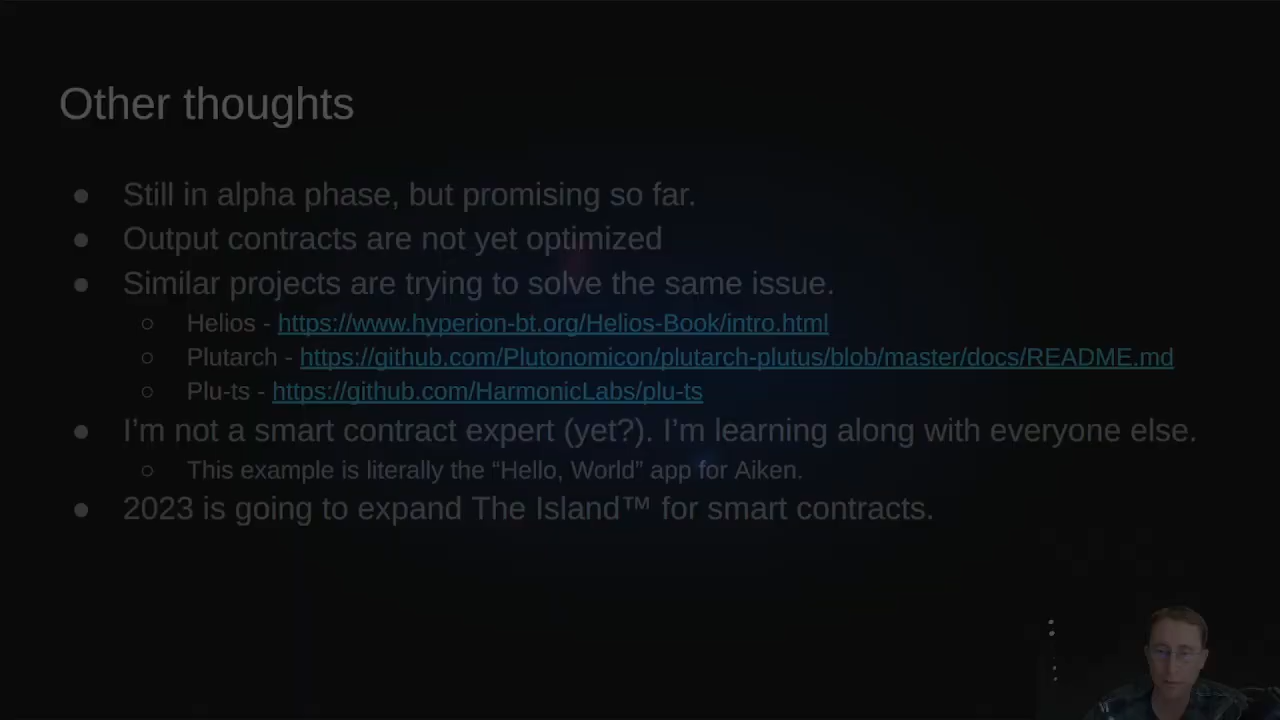 Other thoughts
● Still in alpha phase, but promising so far.
● Output contracts are not yet optimized
● Similar projects are trying to solve the same issue.
○ Helios - https://www.hyperion-bt.org/Helios-Book/intro.html
○ Plutarch - https://github.com/Plutonomicon/plutarch-plutus/blob/master/docs/README.md
○ Plu-ts - https://github.com/HarmonicLabs/plu-ts
● I’m not a smart contract expert (yet?). I’m learning along with everyone else.
○ This example is literally the “Hello, World” app for Aiken.
● 2023 is going to expand The Island™ for smart contracts.